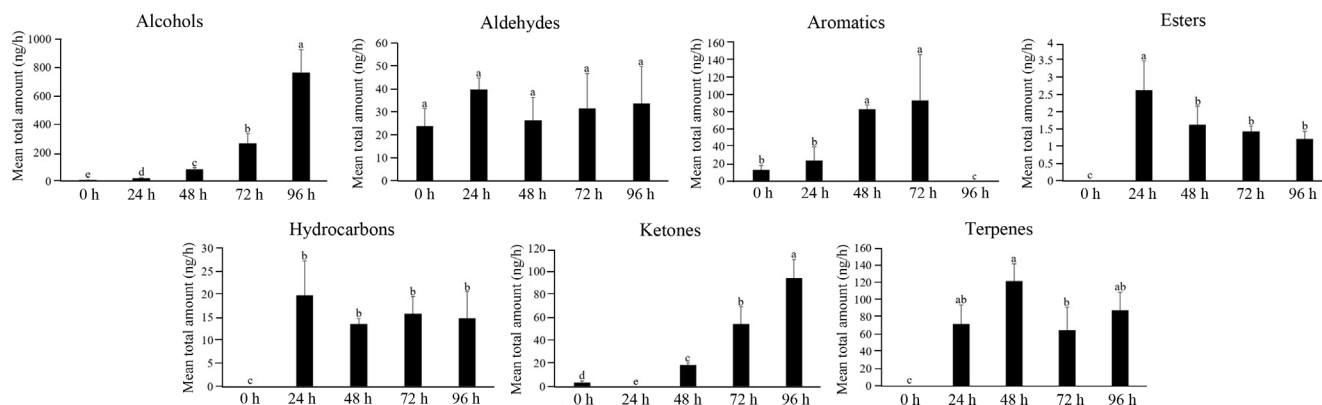 Alcohols
Mean total amount (ng/h)
1000
800
600
400
200
0
e
d
c
b
a
0 h 24 h 48 h 72 h 96 h
Aldehydes
Mean total amount (ng/h)
60
50
40
30
20
10
0
a
a
a
a
a
0 h 24 h 48 h 72 h 96 h
Aromatics
Mean total amount (ng/h)
160
140
120
100
80
60
40
20
0
b
b
a
a
c
0 h 24 h 48 h 72 h 96 h
Esters
Mean total amount (ng/h)
4
3.5
3
2.5
2
1.5
1
0.5
0
c
a
b
b
b
0 h 24 h 48 h 72 h 96 h
Hydrocarbons
Mean total amount (ng/h)
30
25
20
15
10
5
0
c
b
b
b
b
0 h 24 h 48 h 72 h 96 h
Ketones
Mean total amount (ng/h)
120
100
80
60
40
20
0
d
e
c
b
a
0 h 24 h 48 h 72 h 96 h
Terpenes
Mean total amount (ng/h)
160
140
120
100
80
60
40
20
0
c
ab
a
b
ab
0 h 24 h 48 h 72 h 96 h